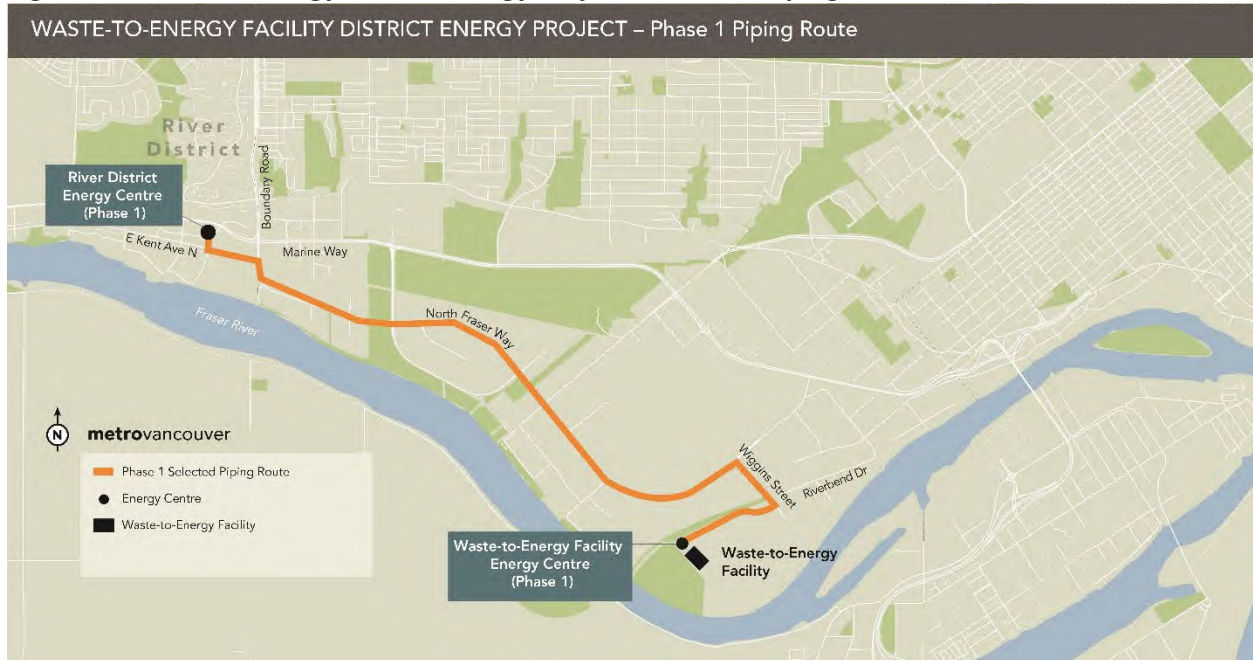 WASTE-TO-ENERGY FACILITY DISTRICT ENERGY PROJECT – Phase 1 Piping Route
River
District
River District
Energy Centre
(Phase 1)
Boundary Road
E Kent Ave N
Marine Way
Fraser River
North Fraser Way
Wiggins Street
Riverbend Dr
N
metrovancouver
Phase 1 Selected Piping Route
Energy Centre
Waste-to-Energy Facility
Waste-to-Energy Facility
Energy Centre
(Phase 1)
Waste-to-Energy
Facility